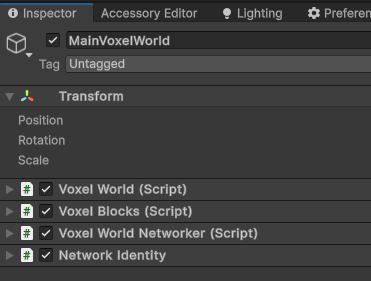 Inspector Accessory Editor Lighting Preferen
MainVoxelWorld
Tag Untagged
Transform
Position
Rotation
Scale
# Voxel World (Script)
# Voxel Blocks (Script)
# Voxel World Networker (Script)
# Network Identity